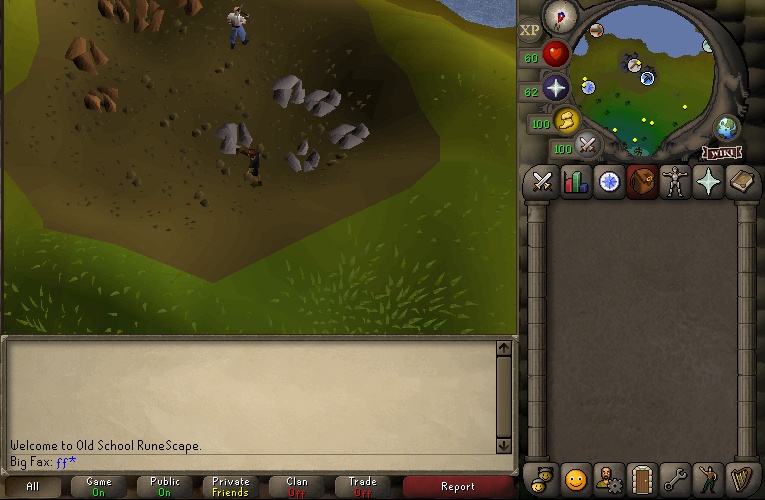 XP
60
62
100
100
WIKI
Welcome to Old School RuneScape.
Big Fax: ff*
All
Game
On
Public
On
Private
Friends
Clan
Off
Trade
Off
Report